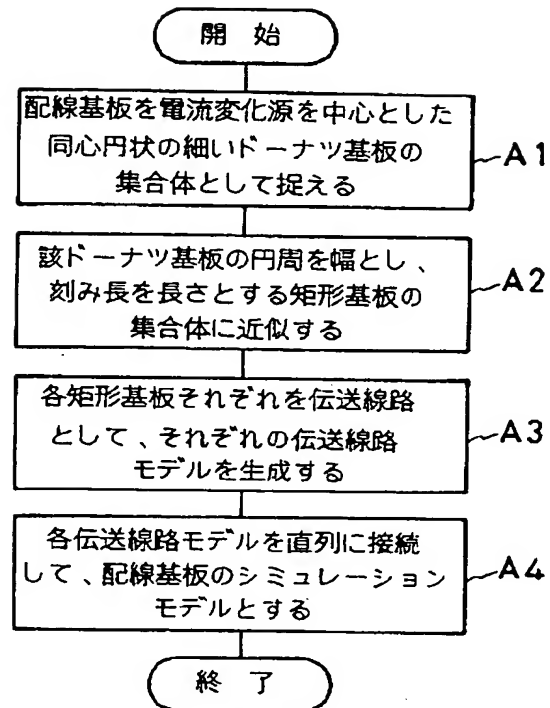 開始
配線基板を電流変化源を中心とした
同心円状の細いドーナツ基板の
集合体として捉える
A1
該ドーナツ基板の円周を幅とし、
刻み長を長さとする矩形基板の
集合体に近似する
A2
各矩形基板それぞれを伝送線路
として、それぞれの伝送線路
モデルを生成する
A3
各伝送線路モデルを直列に接続
して、配線基板のシミュレーション
モデルとする
A4
終了